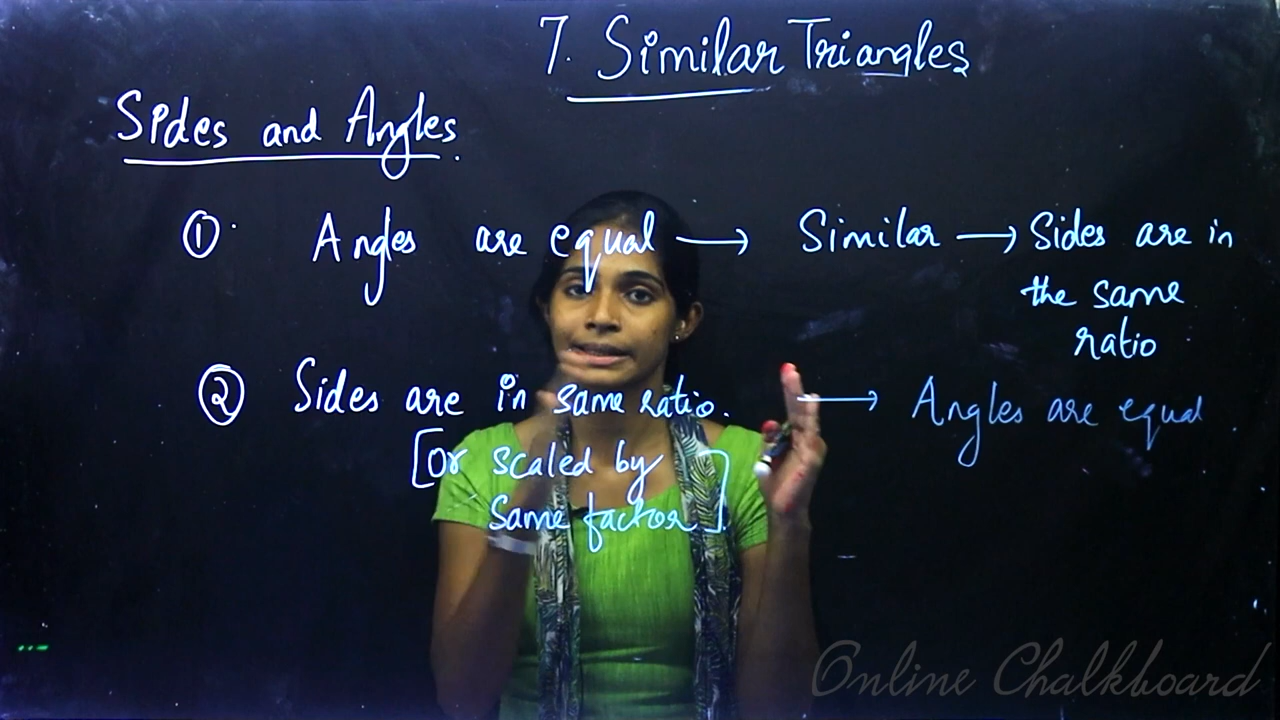 7. Similar Triangles
Sides and Angles.
① Angles are equal → Similar → Sides are in
the same
ratio
② Sides are in same ratio. → Angles are equal.
[or scaled by
same factor]
Online Chalkboard